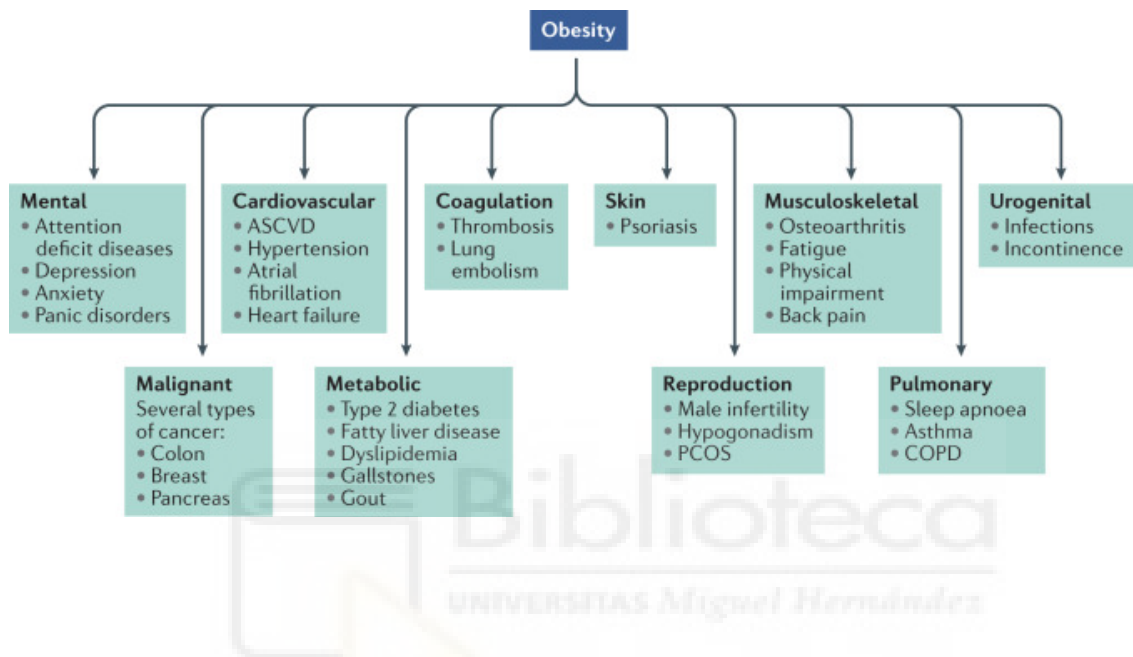 Obesity
Mental
• Attention
deficit diseases
• Depression
• Anxiety
• Panic disorders
Cardiovascular
• ASCVD
• Hypertension
• Atrial
fibrillation
• Heart failure
Coagulation
• Thrombosis
• Lung
embolism
Skin
• Psoriasis
Musculoskeletal
• Osteoarthritis
• Fatigue
• Physical
impairment
• Back pain
Urogenital
• Infections
• Incontinence
Malignant
Several types
of cancer:
• Colon
• Breast
• Pancreas
Metabolic
• Type 2 diabetes
• Fatty liver disease
• Dyslipidemia
• Gallstones
• Gout
Reproduction
• Male infertility
• Hypogonadism
• PCOS
Pulmonary
• Sleep apnoea
• Asthma
• COPD
Biblioteca
UNIVERSITAS Miguel Hernández